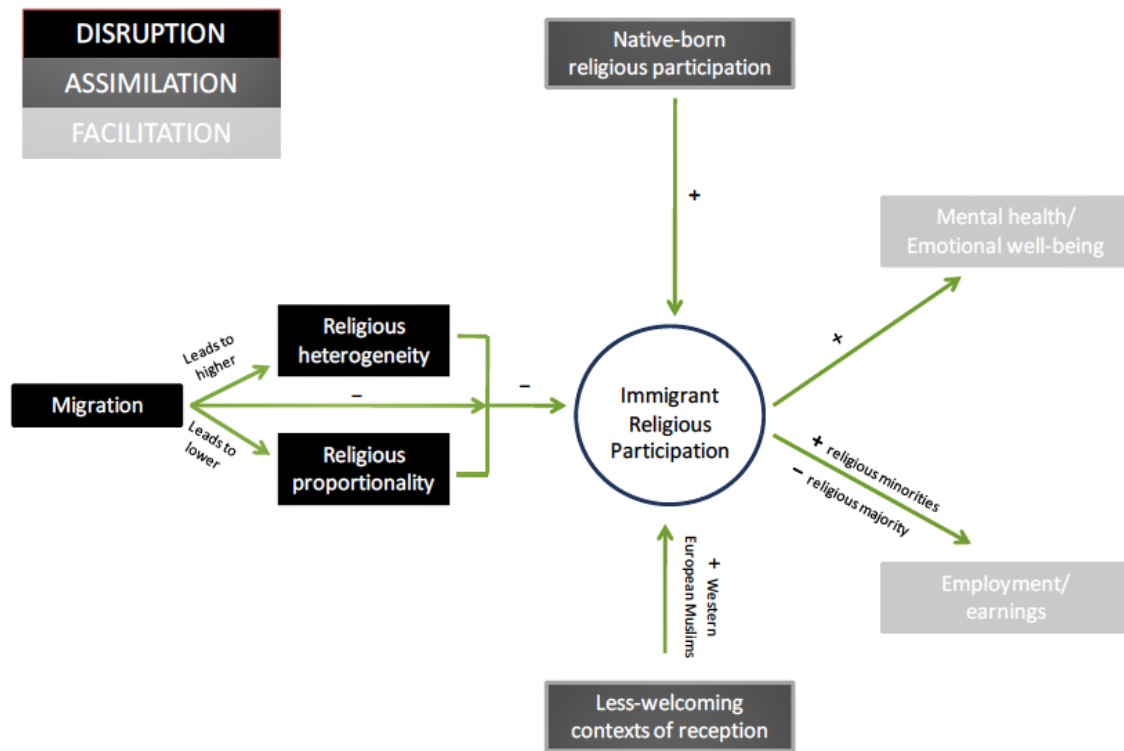 DISRUPTION
ASSIMILATION
FACILITATION
Native-born
religious participation
+
Mental health/
Emotional well-being
+
Religious
heterogeneity
Leads to
higher
Migration
–
–
Leads to
lower
Religious
proportionality
Immigrant
Religious
Participation
+ religious minorities
– religious majority
Employment/
earnings
+ Western
European Muslims
Less-welcoming
contexts of reception